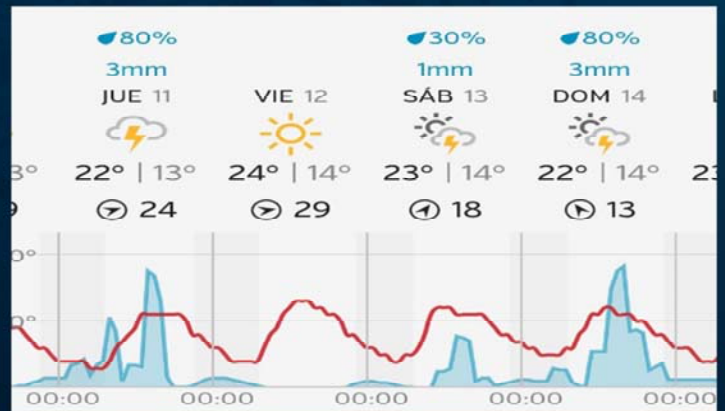 80% 30% 80%
3mm 1mm 3mm
JUE 11 VIE 12 SÁB 13 DOM 14
22° | 13° 24° | 14° 23° | 14° 22° | 14°
24 29 18 13
00:00 00:00 00:00 00:00 00:00